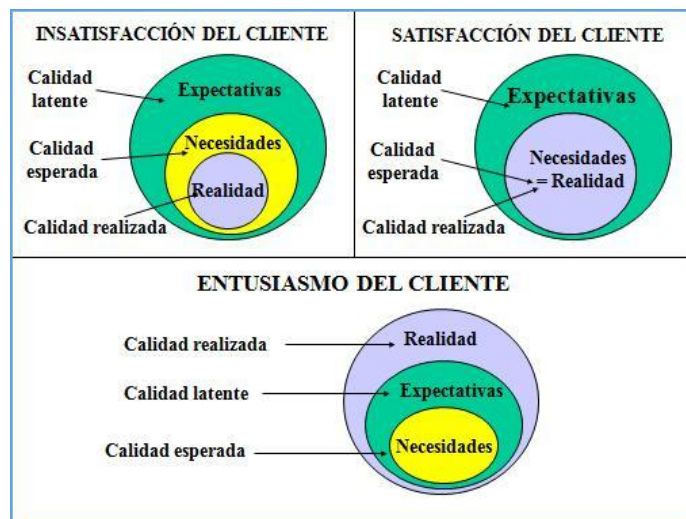 INSATISFACCIÓN DEL CLIENTE
Calidad
latente
Expectativas
Calidad
esperada
Necesidades
Realidad
Calidad realizada
SATISFACCIÓN DEL CLIENTE
Calidad
latente
Expectativas
Calidad
esperada
Necesidades
= Realidad
Calidad realizada
ENTUSIASMO DEL CLIENTE
Calidad realizada
Realidad
Calidad latente
Expectativas
Calidad esperada
Necesidades